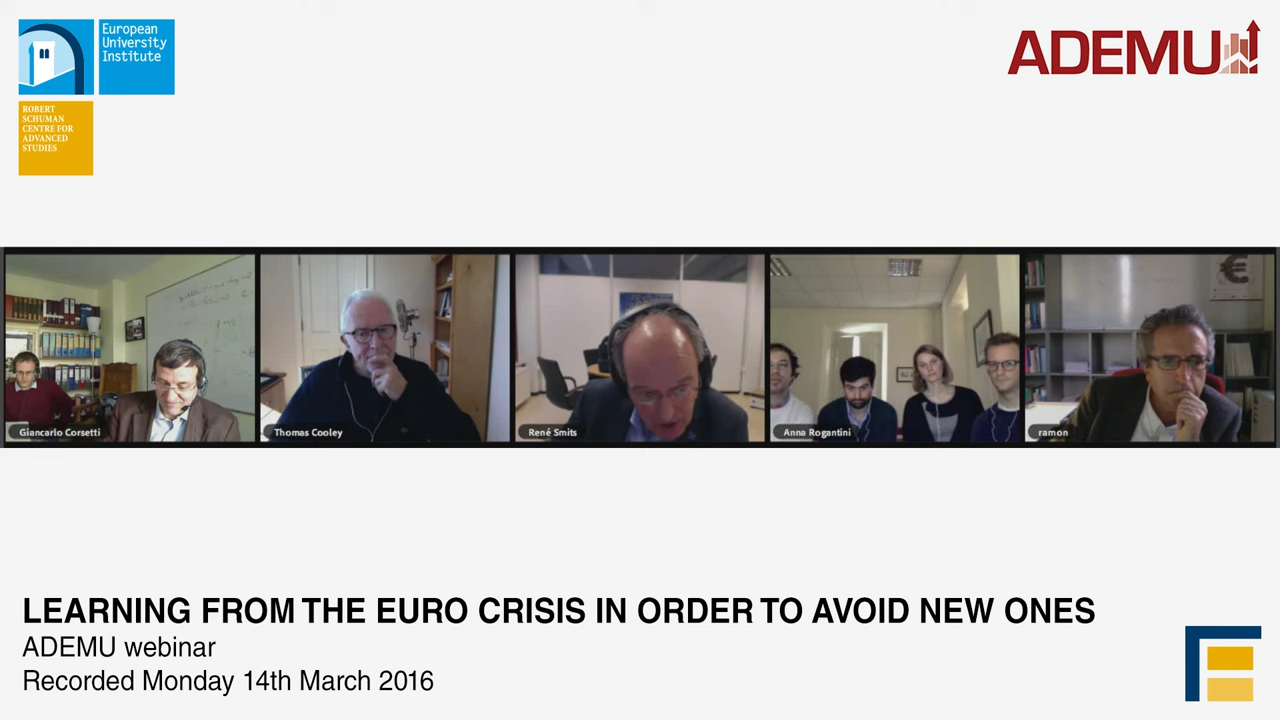 European
University
Institute
ADEMU
ROBERT
SCHUMAN
CENTRE FOR
ADVANCED
STUDIES
€
Giancarlo Corsetti
Thomas Cooley
René Smits
Anna Rogantini
ramon
LEARNING FROM THE EURO CRISIS IN ORDER TO AVOID NEW ONES
ADEMU webinar
Recorded Monday 14th March 2016